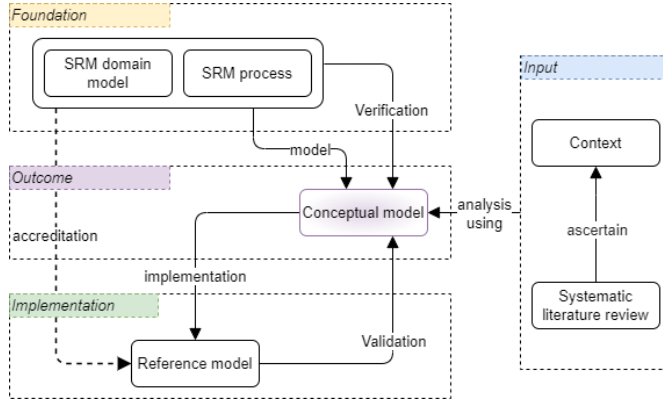 Foundation
SRM domain
model
SRM process
Verification
model
Input
Context
ascertain
Systematic
literature review
Outcome
Conceptual model
analysis
using
accreditation
implementation
Implementation
Reference model
Validation